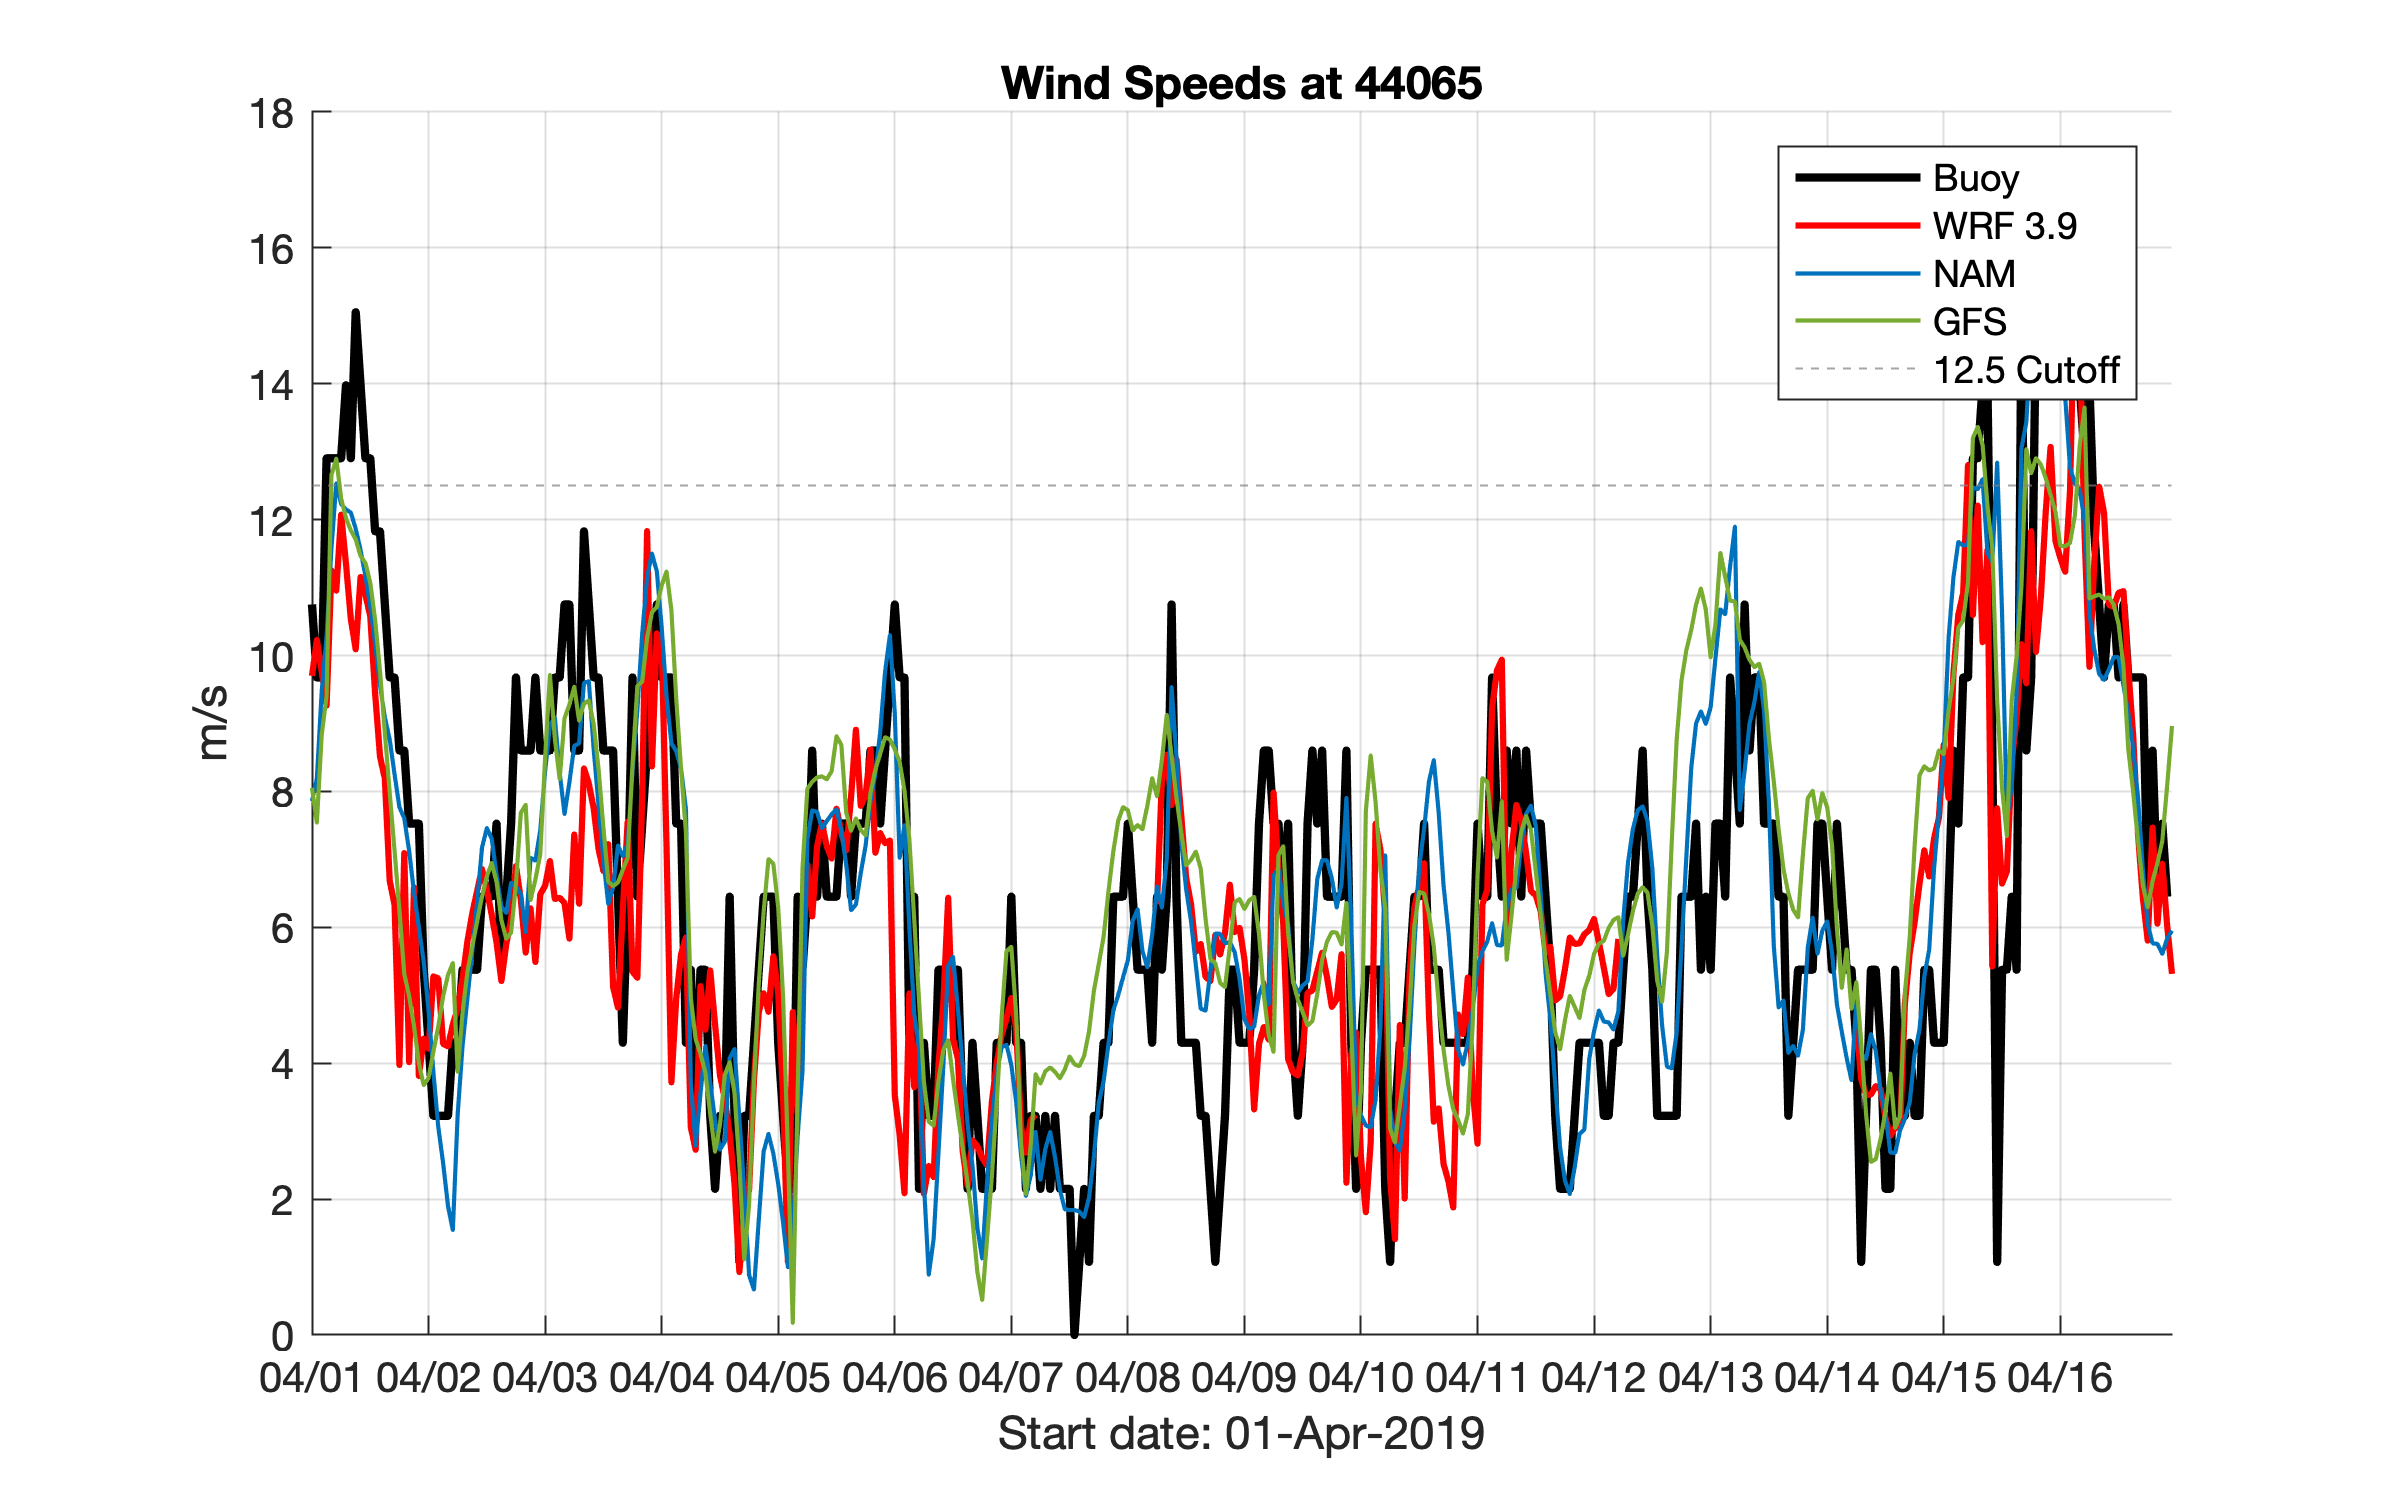 Wind Speeds at 44065
18
16
14
12
10
8
6
4
2
0
m/s
Buoy
WRF 3.9
NAM
GFS
12.5 Cutoff
04/01 04/02 04/03 04/04 04/05 04/06 04/07 04/08 04/09 04/10 04/11 04/12 04/13 04/14 04/15 04/16
Start date: 01-Apr-2019